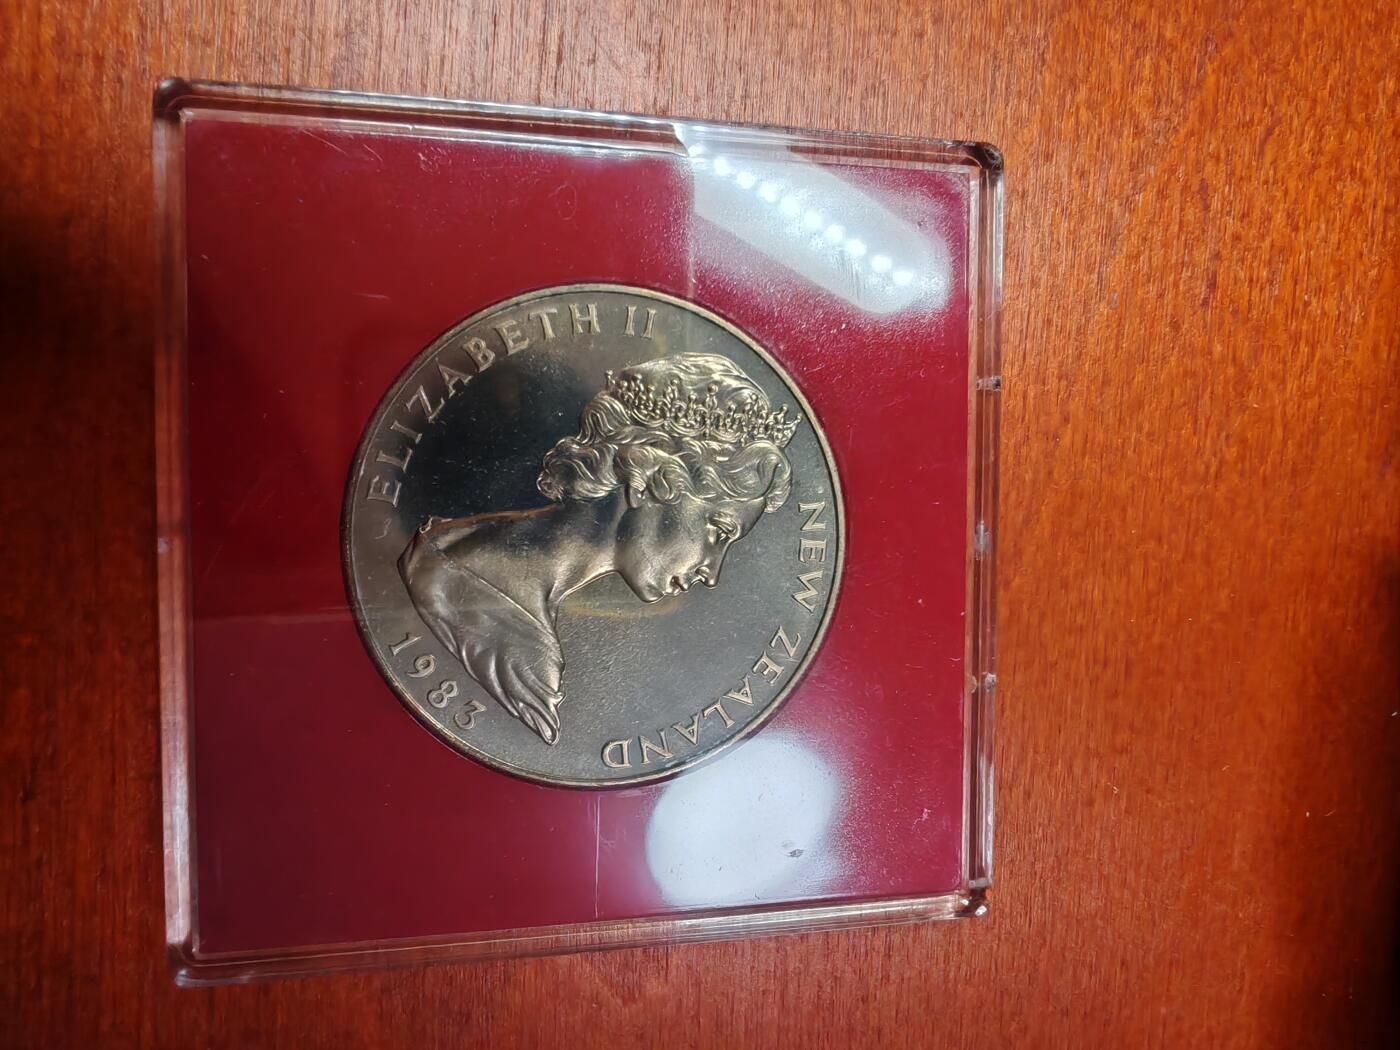 ELIZABETH II
NEW ZEALAND
1983